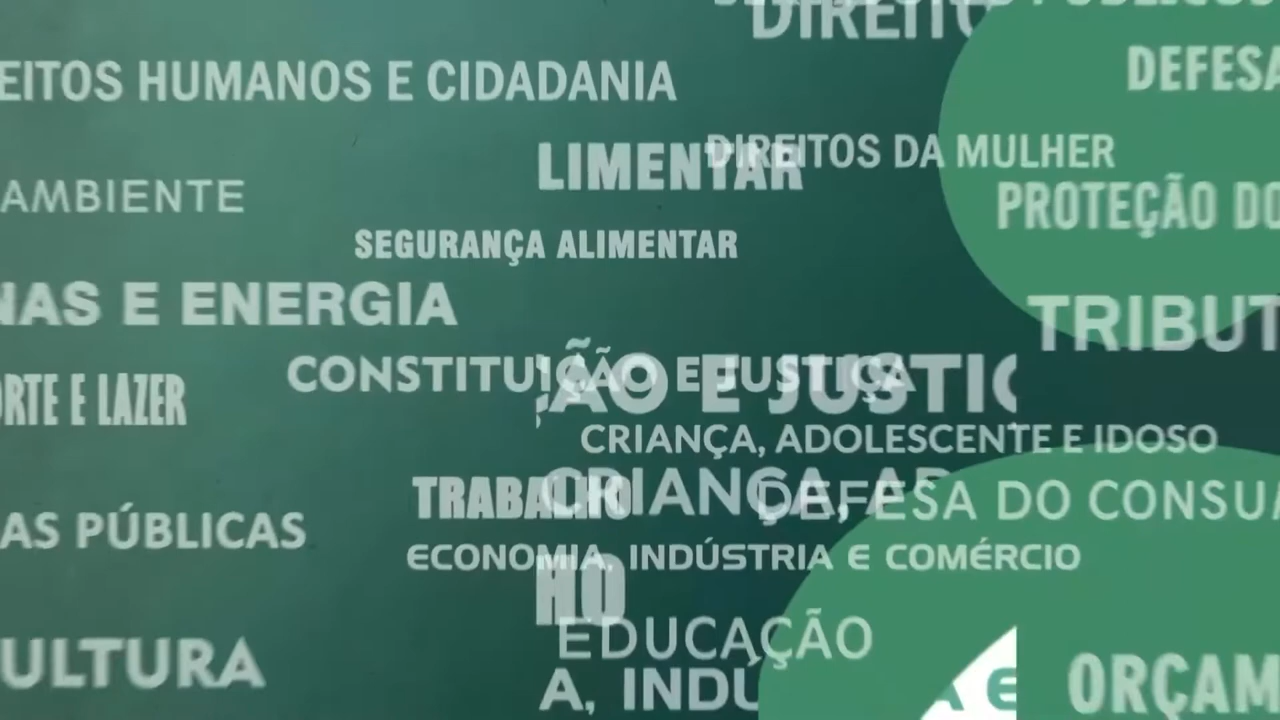 DIREITO
DEFESA
EITOS HUMANOS E CIDADANIA
DIREITOS DA MULHER
LIMENTAR
AMBIENTE
PROTEÇÃO DO
SEGURANÇA ALIMENTAR
NAS E ENERGIA
TRIBUT
CONSTITUIÇÃO E JUSTIÇA
ÃO E JUSTIÇ
ORTE E LAZER
CRIANÇA, ADOLESCENTE E IDOSO
TRABALHO
CRIANÇA, AD
DEFESA DO CONSU
AS PÚBLICAS
ECONOMIA, INDÚSTRIA E COMÉRCIO
HO
EDUCAÇÃO
ULTURA
A, INDÚ
A E
ORÇAM